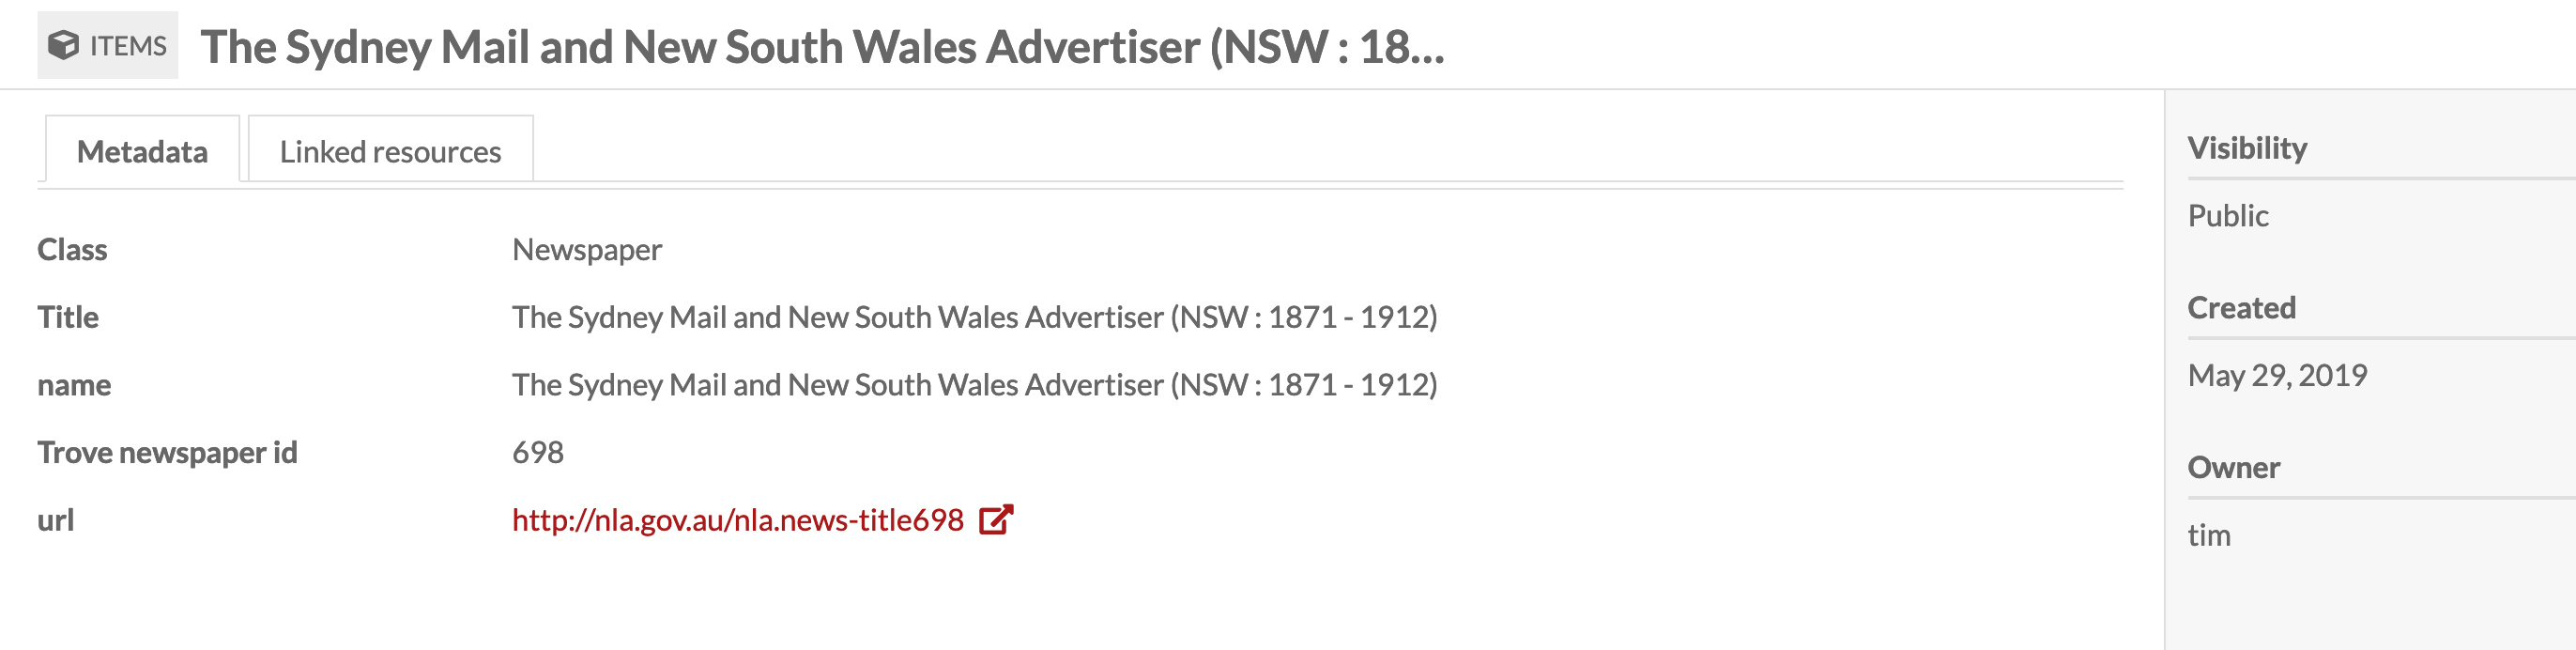 ITEMS The Sydney Mail and New South Wales Advertiser (NSW : 18...
Metadata
Linked resources
Class Newspaper
Title The Sydney Mail and New South Wales Advertiser (NSW : 1871 - 1912)
name The Sydney Mail and New South Wales Advertiser (NSW : 1871 - 1912)
Trove newspaper id 698
url http://nla.gov.au/nla.news-title698
Visibility
Public
Created
May 29, 2019
Owner
tim